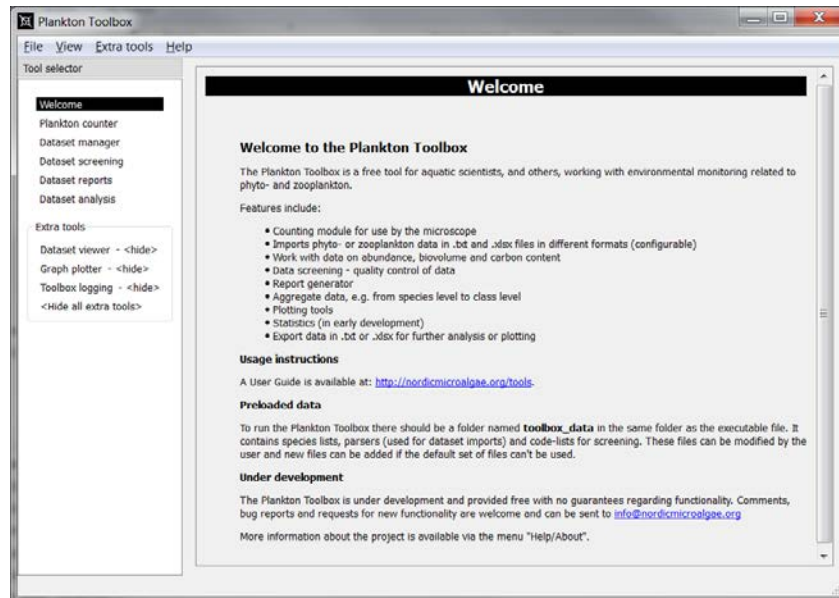 Plankton Toolbox
File View Extra tools Help
Tool selector
Welcome
Plankton counter
Dataset manager
Dataset screening
Dataset reports
Dataset analysis
Extra tools
Dataset viewer - <hide>
Graph plotter - <hide>
Toolbox logging - <hide>
<Hide all extra tools>
Welcome
Welcome to the Plankton Toolbox
The Plankton Toolbox is a free tool for aquatic scientists, and others, working with environmental monitoring related to
phyto- and zooplankton.
Features include:
• Counting module for use by the microscope
• Imports phyto- or zooplankton data in .txt and .xlsx files in different formats (configurable)
• Work with data on abundance, biovolume and carbon content
• Data screening - quality control of data
• Report generator
• Aggregate data, e.g. from species level to class level
• Plotting tools
• Statistics (in early development)
• Export data in .txt or .xlsx for further analysis or plotting
Usage instructions
A User Guide is available at: http://nordicmicroalgae.org/tools.
Preloaded data
To run the Plankton Toolbox there should be a folder named toolbox_data in the same folder as the executable file. It
contains species lists, parsers (used for dataset imports) and code-lists for screening. These files can be modified by the
user and new files can be added if the default set of files can't be used.
Under development
The Plankton Toolbox is under development and provided free with no guarantees regarding functionality. Comments,
bug reports and requests for new functionality are welcome and can be sent to info@nordicmicroalgae.org
More information about the project is available via the menu "Help/About".